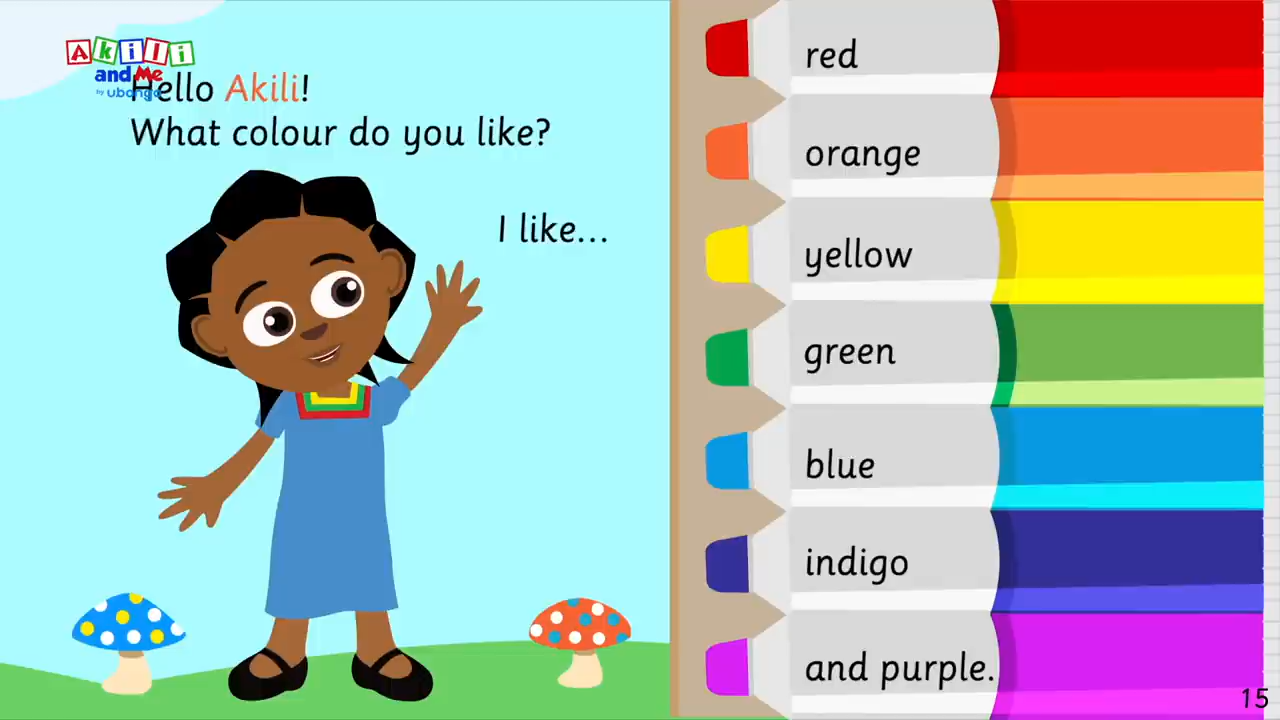 Akili
and Me
by ubongo
Hello Akili!
What colour do you like?
I like...
red
orange
yellow
green
blue
indigo
and purple.
15